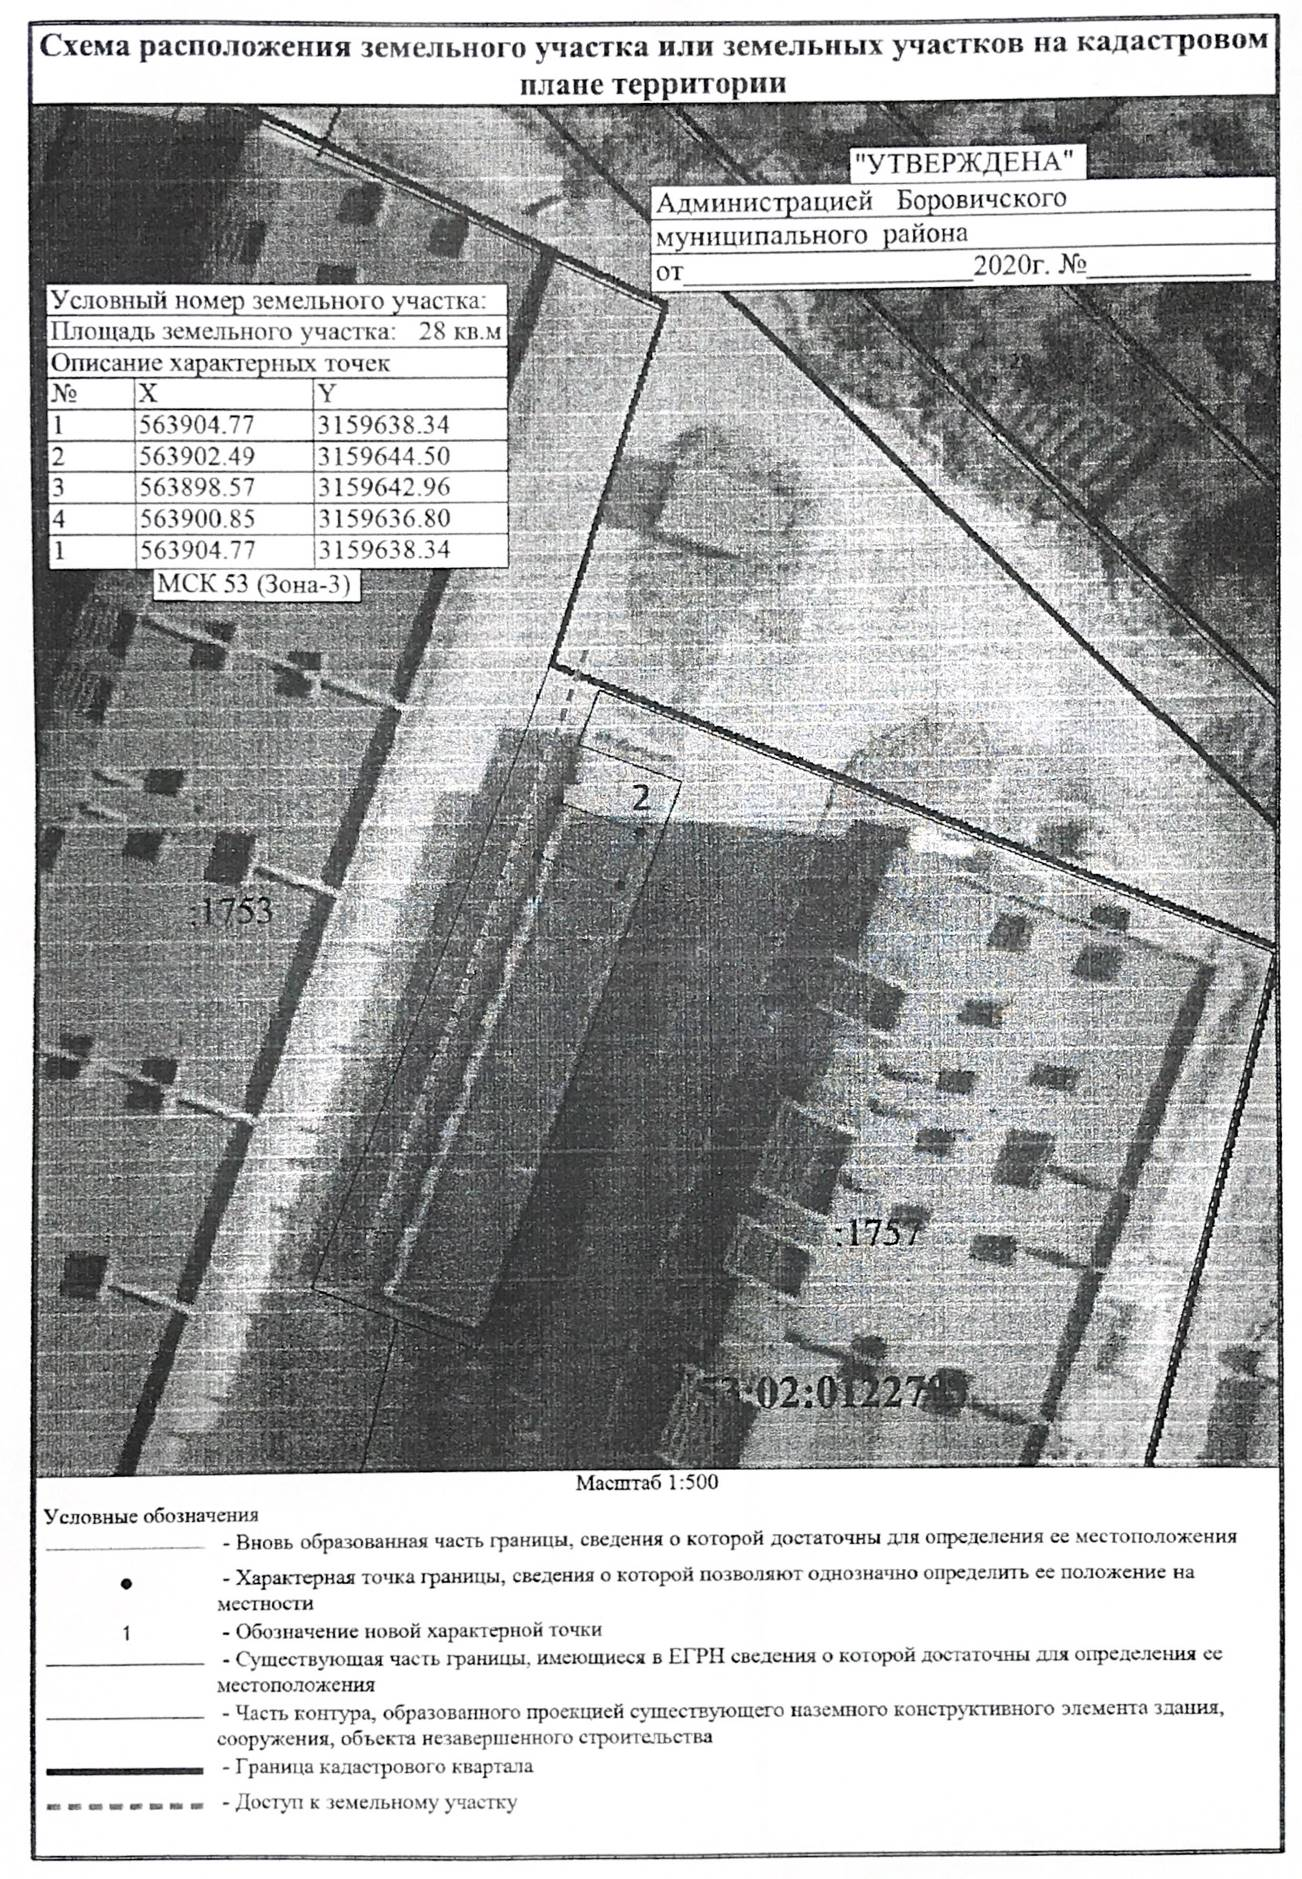 Схема расположения земельного участка или земельных участков на кадастровом
плане территории
"УТВЕРЖДЕНА"
Администрацией Боровичского
муниципального района
от____________________2020г. №____________
Условный номер земельного участка:
Площадь земельного участка: 28 кв.м
Описание характерных точек
№ X Y
1 563904.77 3159638.34
2 563902.49 3159644.50
3 563898.57 3159642.96
4 563900.85 3159636.80
1 563904.77 3159638.34
МСК 53 (Зона-3)
2
:1753
:1757
53:02:01227
Масштаб 1:500
Условные обозначения
- Вновь образованная часть границы, сведения о которой достаточны для определения ее местоположения
- Характерная точка границы, сведения о которой позволяют однозначно определить ее положение на
местности
1 - Обозначение новой характерной точки
- Существующая часть границы, имеющиеся в ЕГРН сведения о которой достаточны для определения ее
местоположения
- Часть контура, образованного проекцией существующего наземного конструктивного элемента здания,
сооружения, объекта незавершенного строительства
- Граница кадастрового квартала
- Доступ к земельному участку